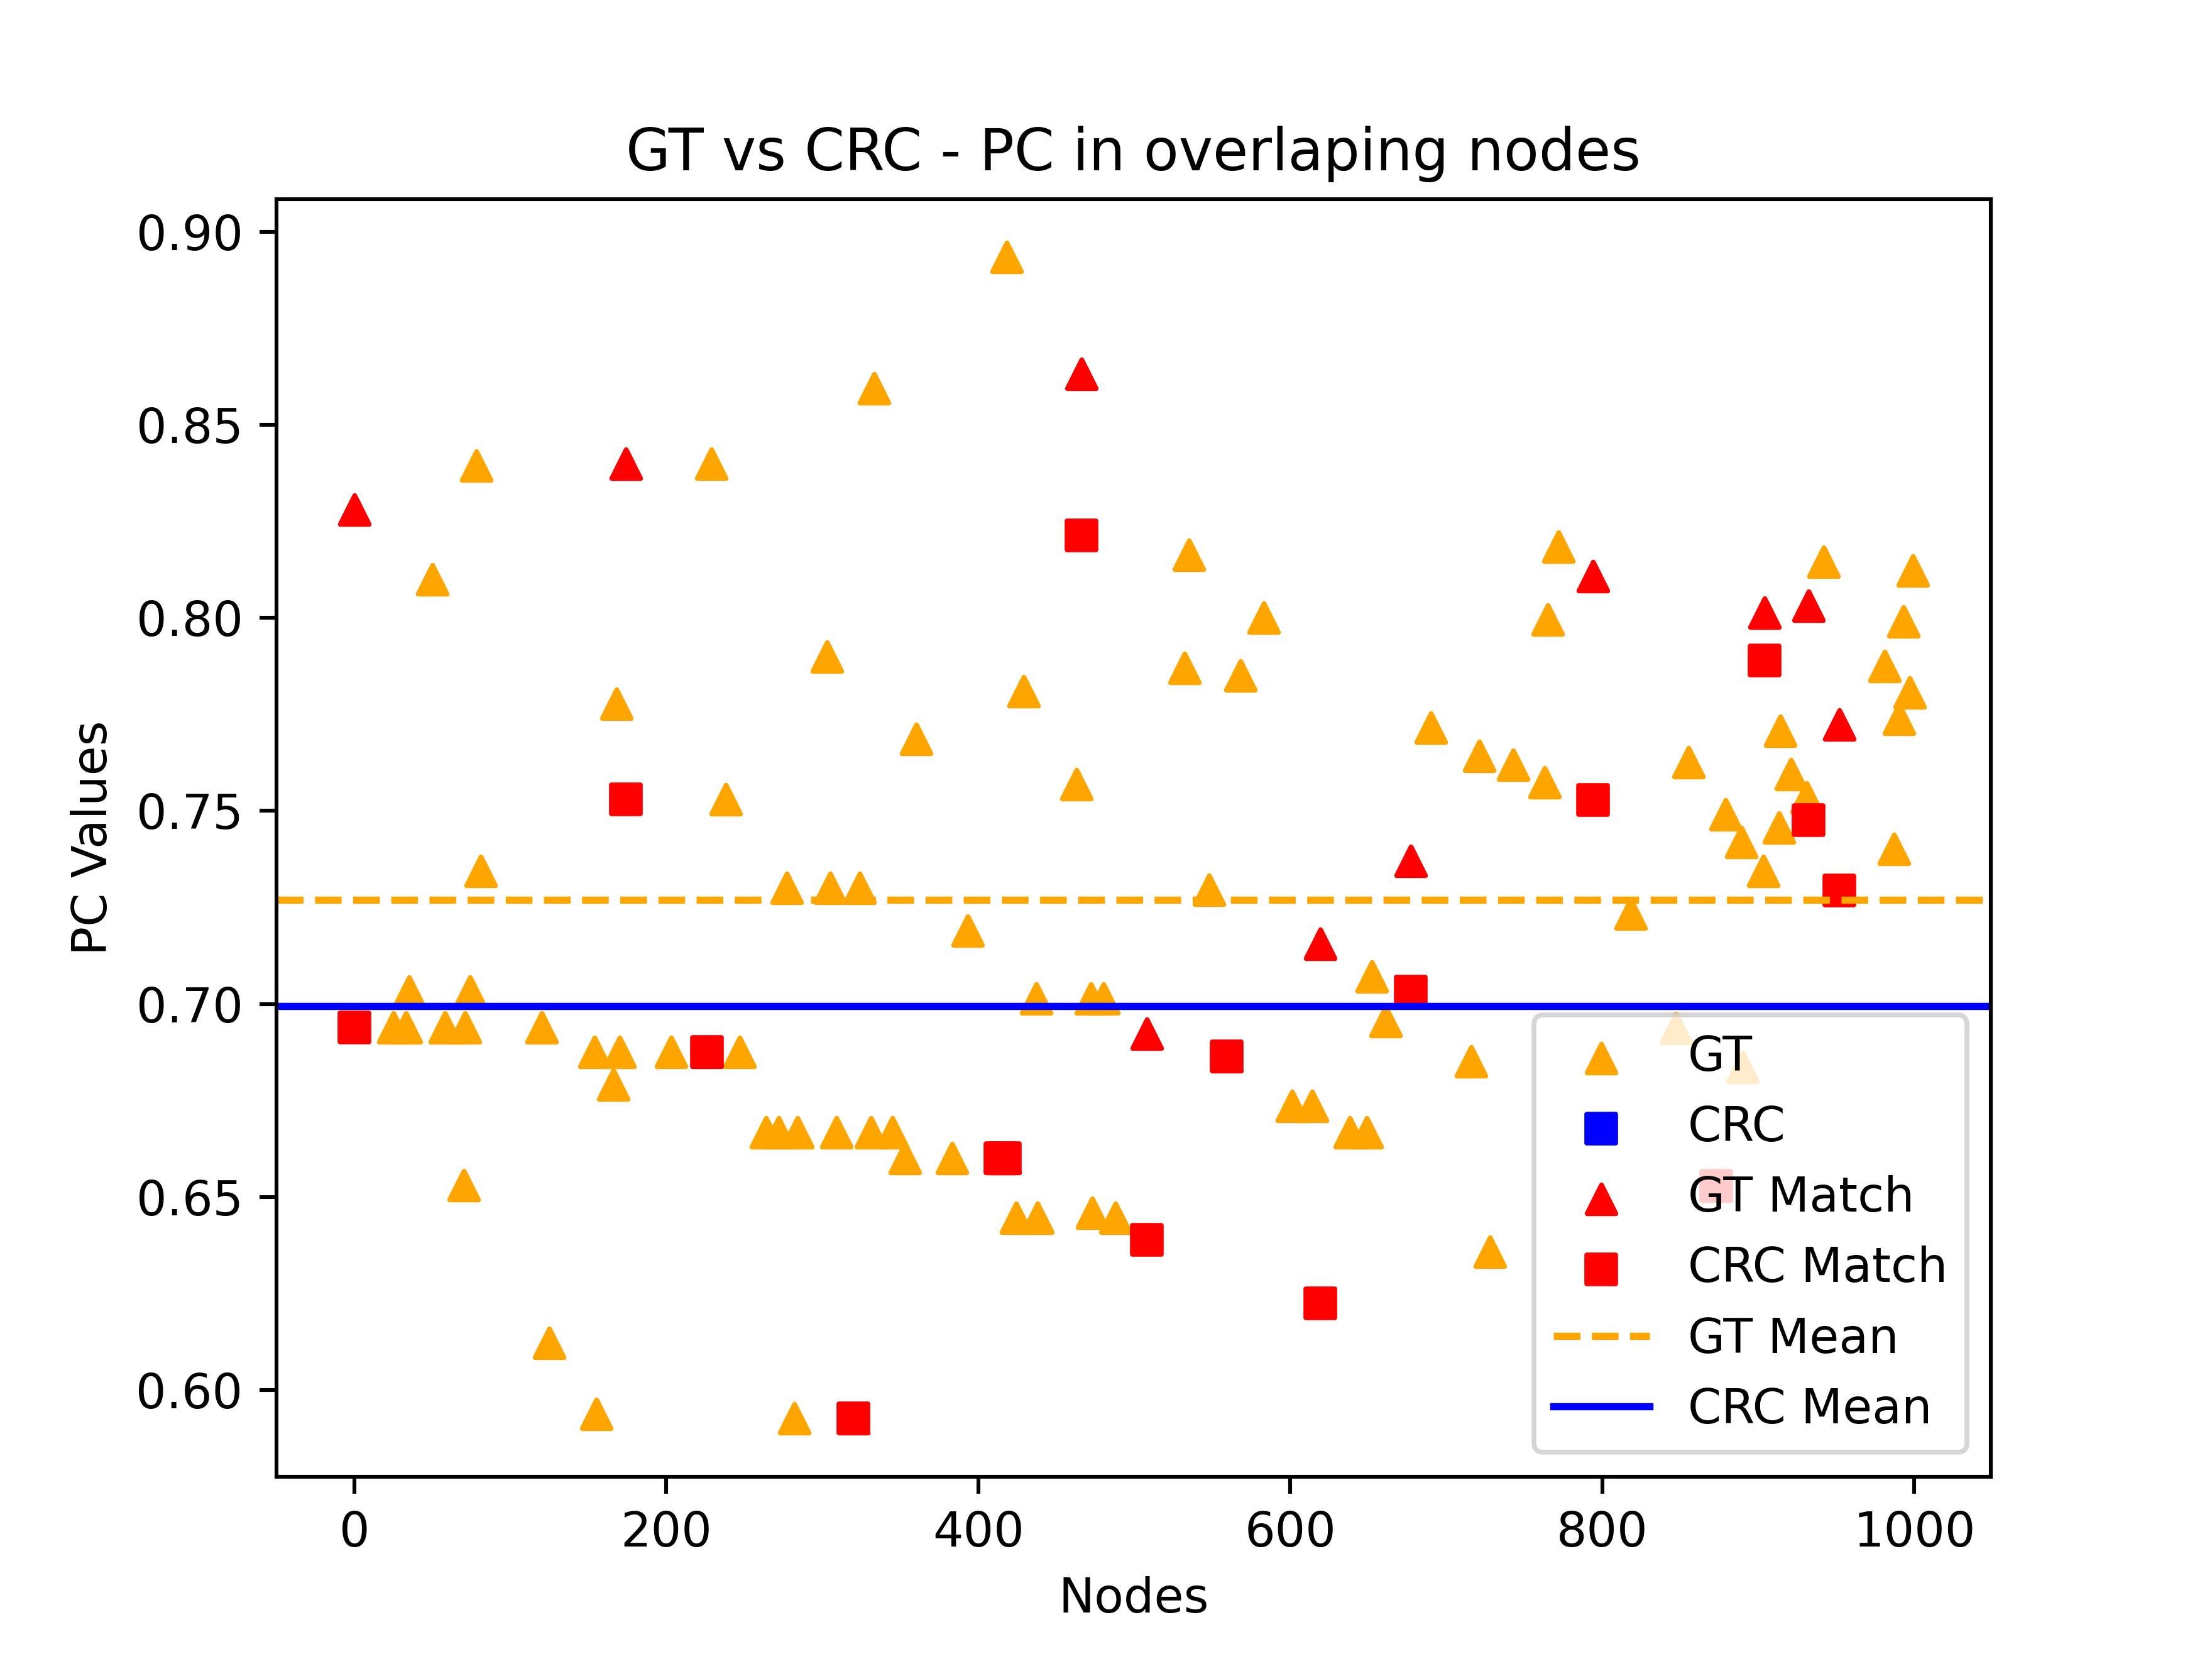 GT vs CRC - PC in overlaping nodes
0.90
0.85
0.80
0.75
0.70
0.65
0.60
PC Values
GT
CRC
GT Match
CRC Match
GT Mean
CRC Mean
0 200 400 600 800 1000
Nodes